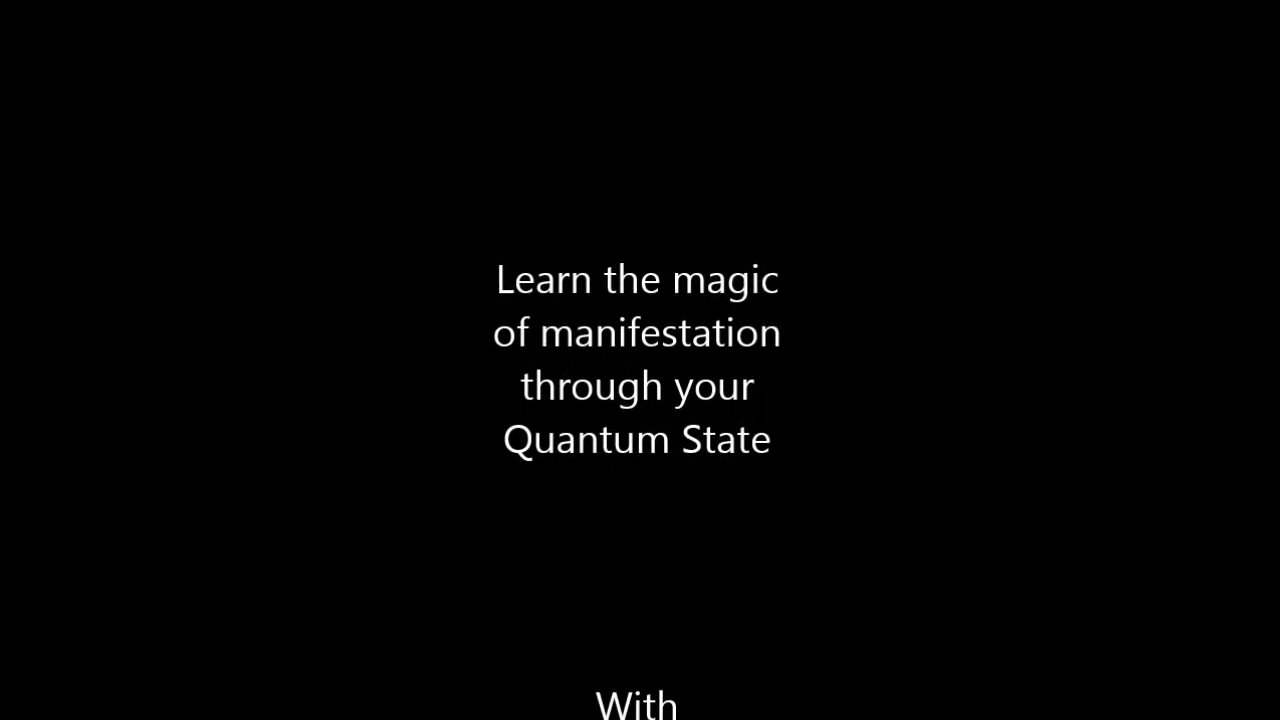 Learn the magic
of manifestation
through your
Quantum State
With